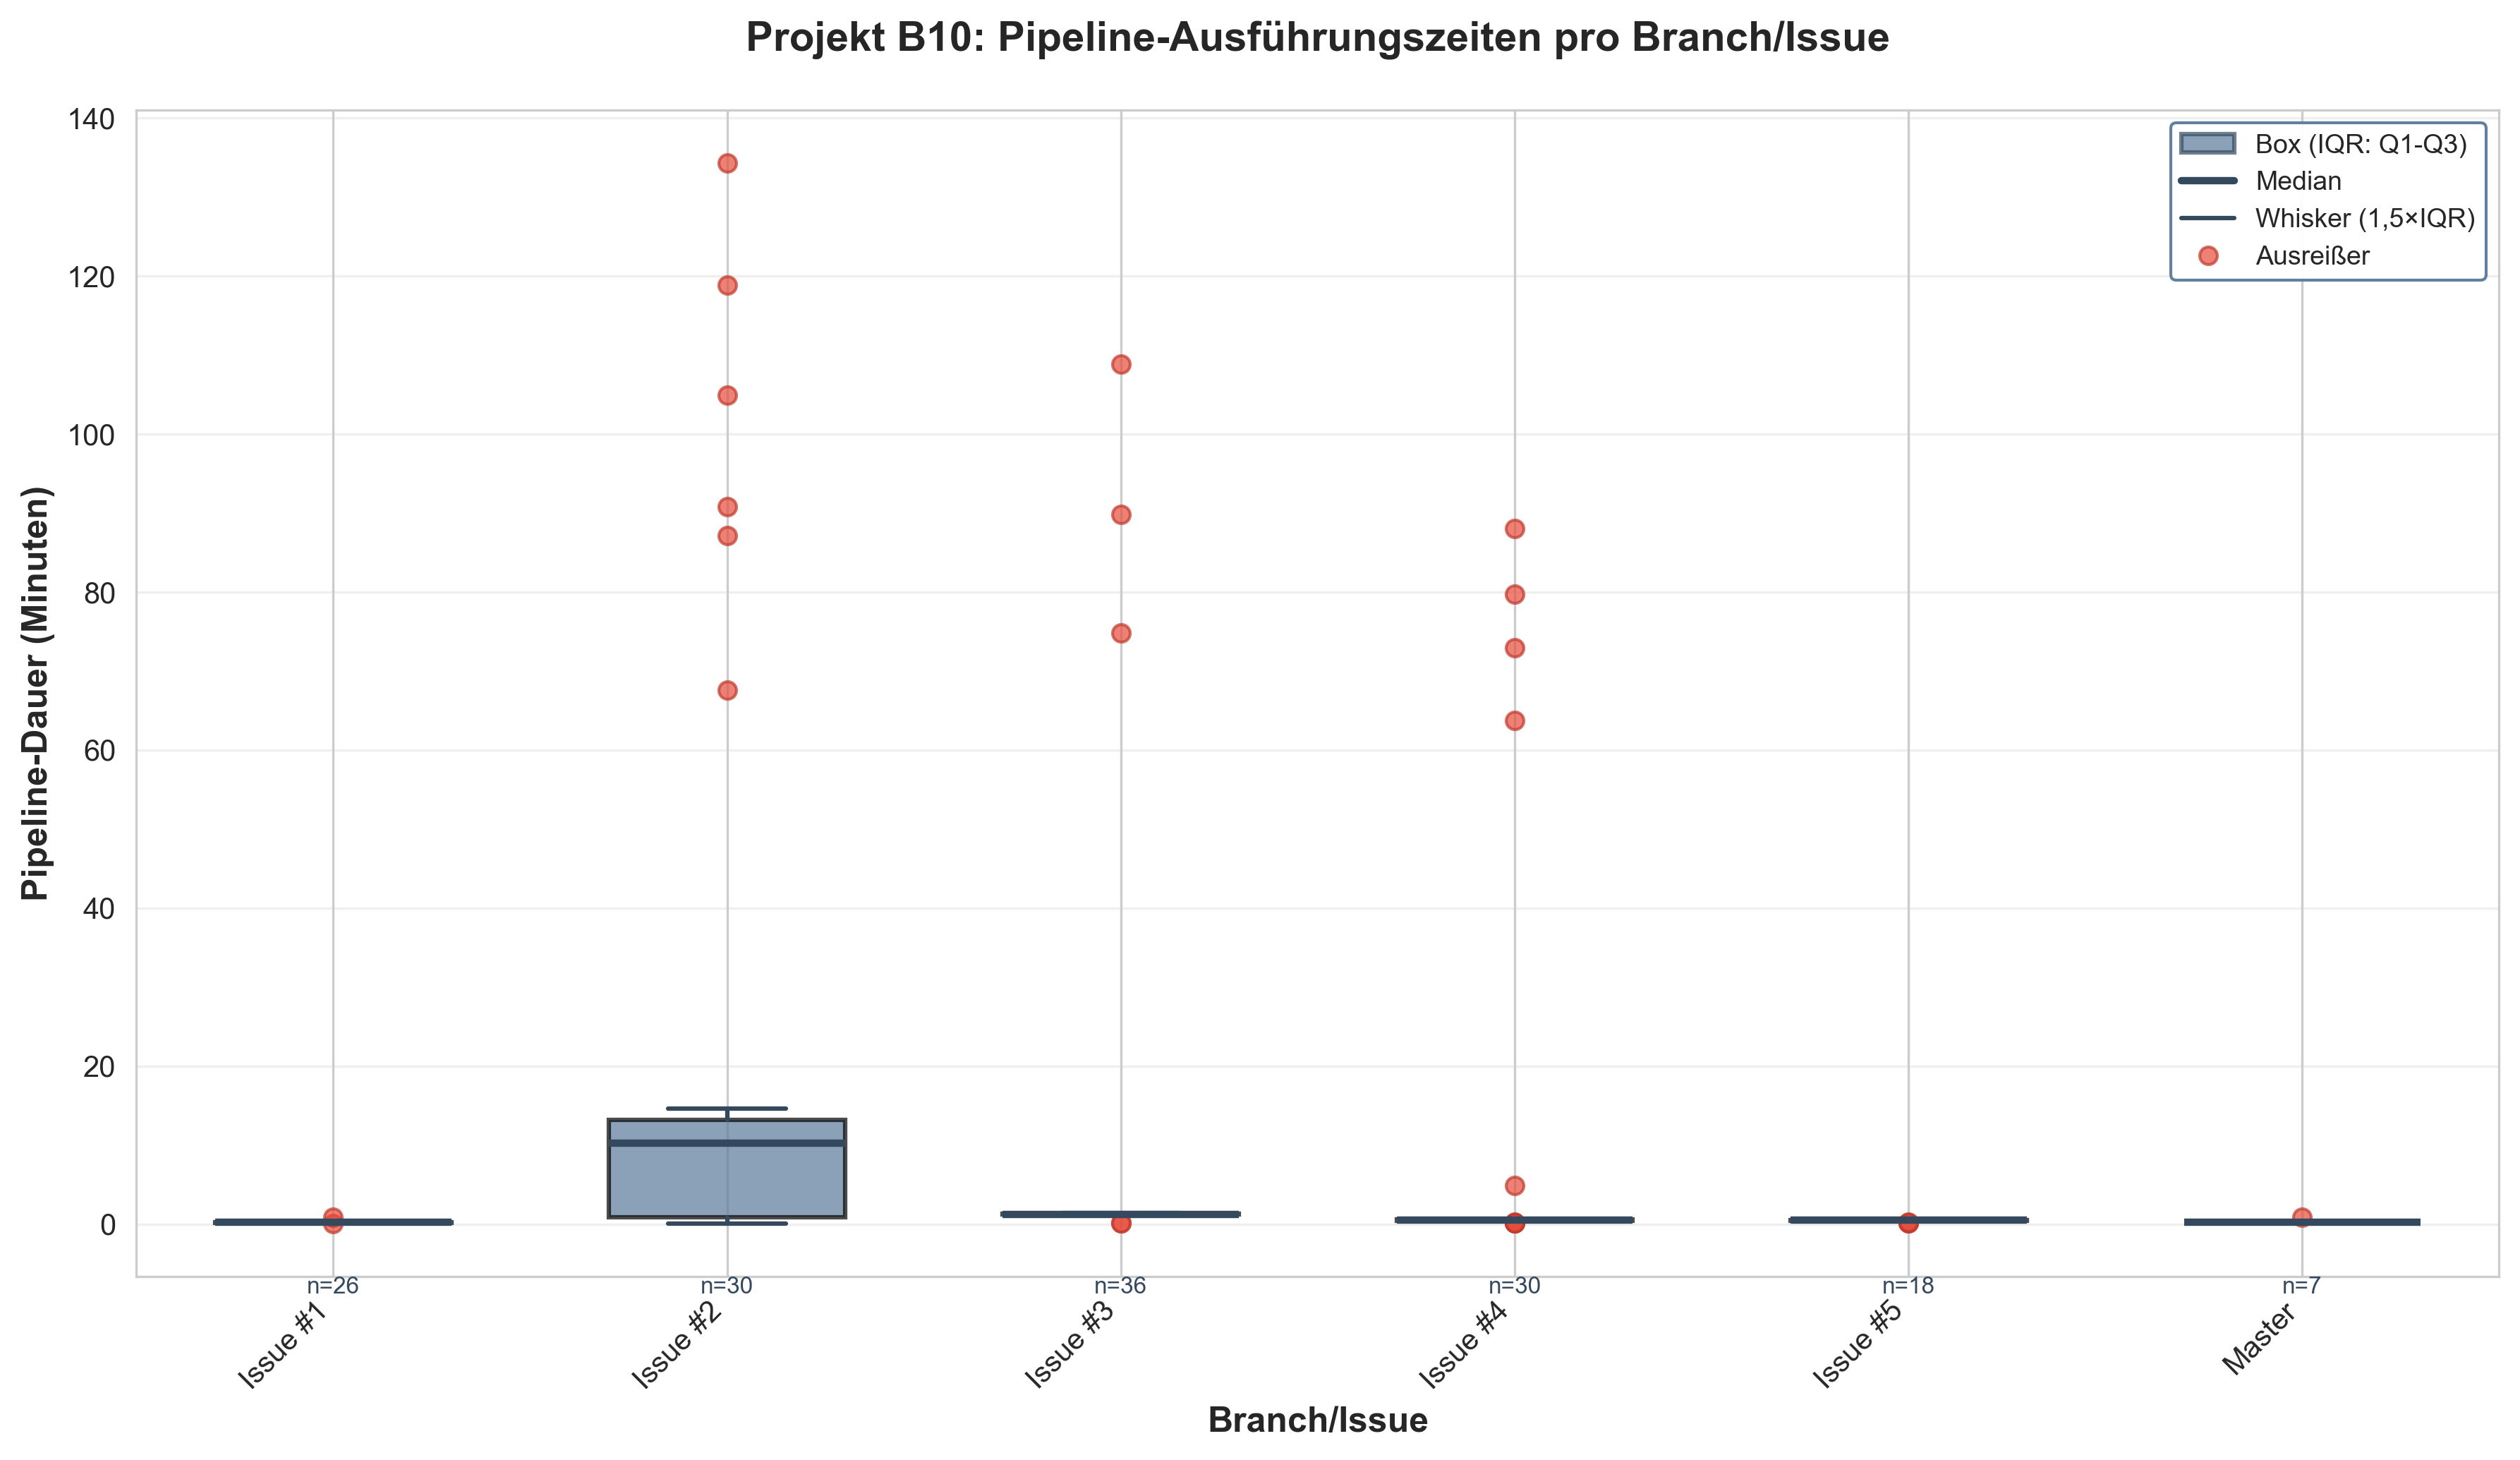 Projekt B10: Pipeline-Ausführungszeiten pro Branch/Issue
Box (IQR: Q1-Q3)
Median
Whisker (1,5×IQR)
Ausreißer
Pipeline-Dauer (Minuten)
140
120
100
80
60
40
20
0
n=26
n=30
n=36
n=30
n=18
n=7
Issue #1
Issue #2
Issue #3
Issue #4
Issue #5
Master
Branch/Issue